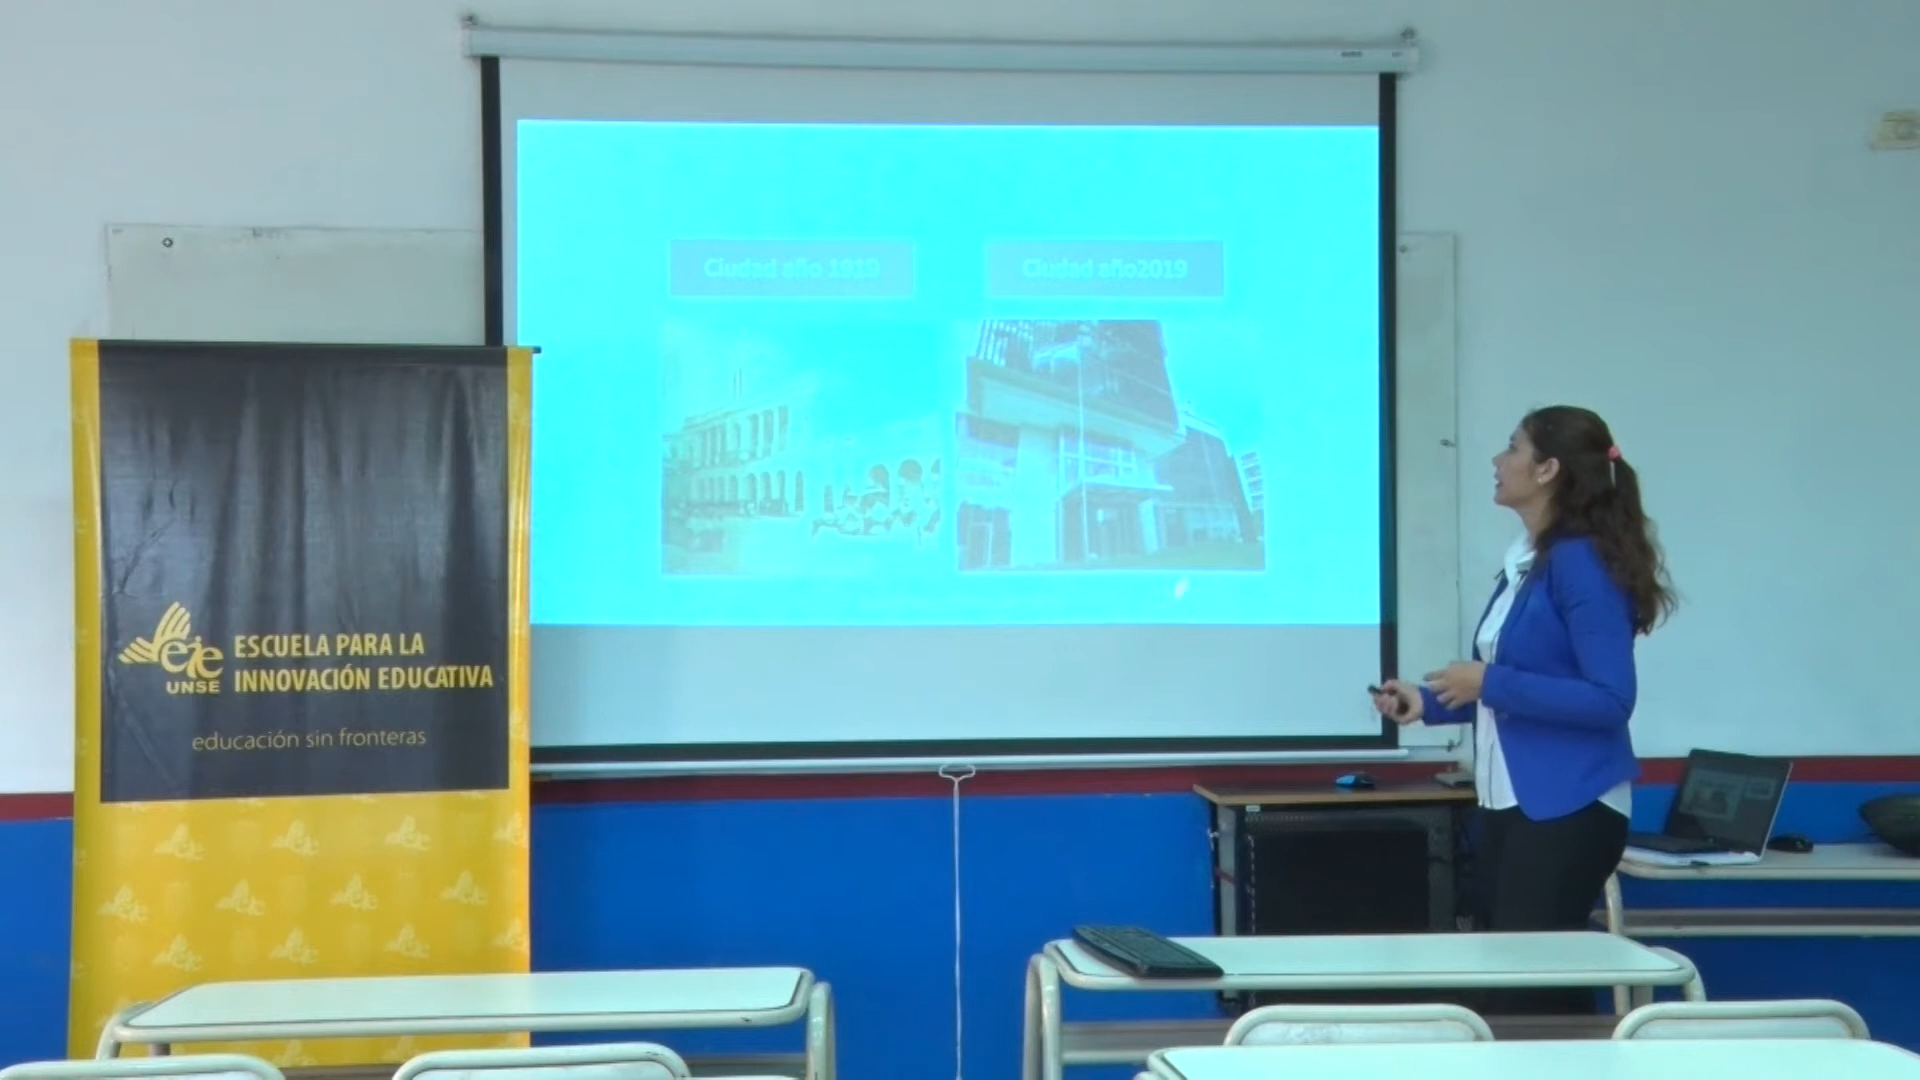 Ciudad año 1919
Ciudad año2019
eie
UNSE
ESCUELA PARA LA
INNOVACIÓN EDUCATIVA
educación sin fronteras